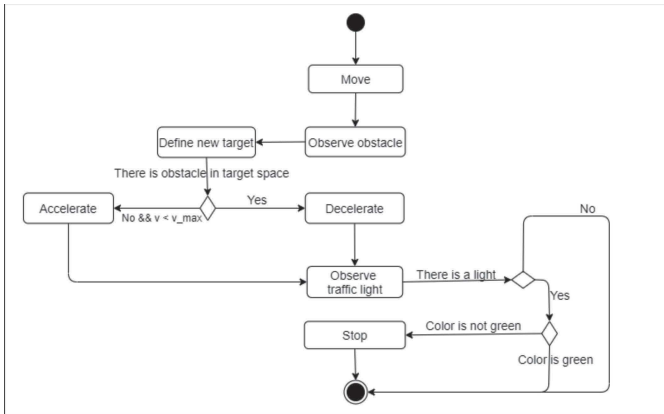 Move
Observe obstacle
Define new target
There is obstacle in target space
Accelerate
No && v < v_max
Yes
Decelerate
No
Observe
traffic light
There is a light
Yes
Color is not green
Stop
Color is green